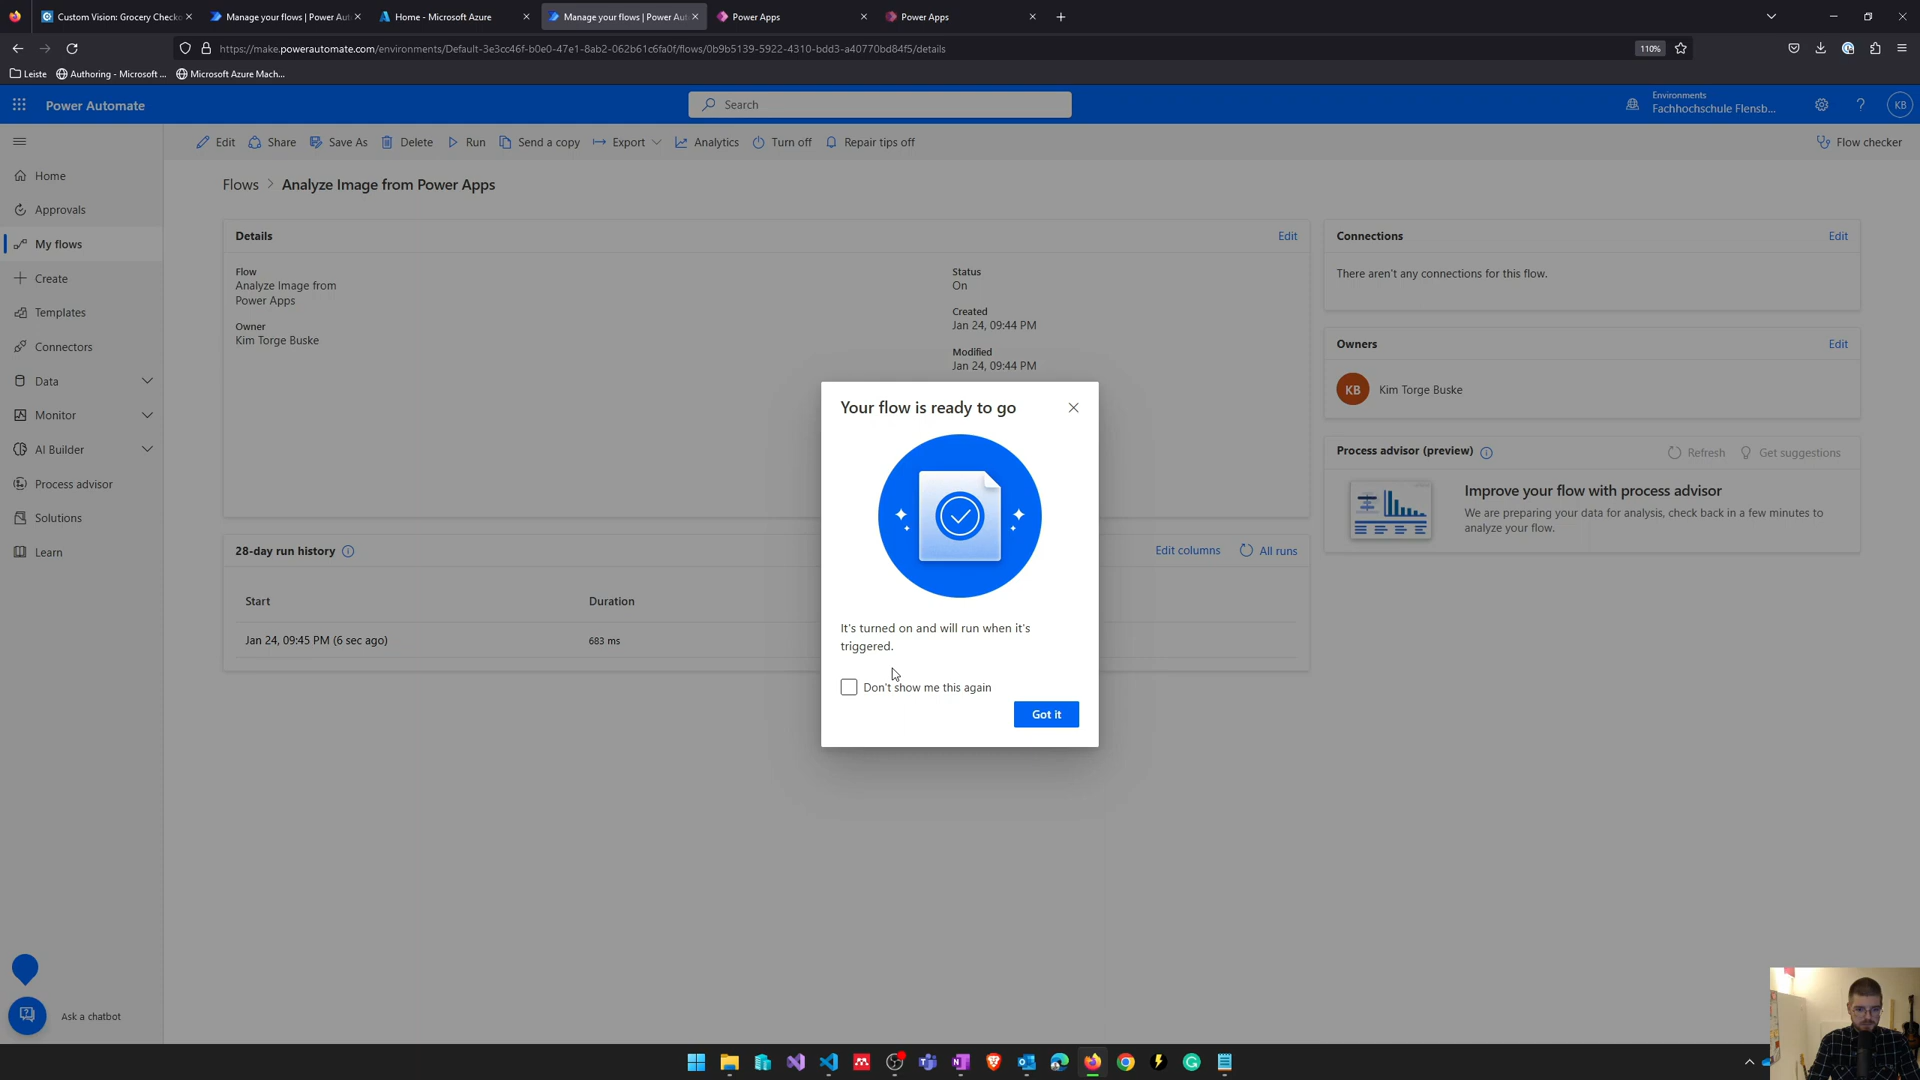 Custom Vision: Grocery Checko
Manage your flows | Power Aut
Home - Microsoft Azure
Manage your flows | Power Aut
Power Apps
Power Apps
https://make.powerautomate.com/environments/Default-3e3cc46f-b0e0-47e1-8ab2-062b61c6fa0f/flows/0b9b5139-5922-4310-bdd3-a40770bd84f5/details
110%
Leiste
Authoring - Microsoft ...
Microsoft Azure Mach...
Power Automate
Search
Environments
Fachhochschule Flensb...
KB
Edit
Share
Save As
Delete
Run
Send a copy
Export
Analytics
Turn off
Repair tips off
Flow checker
Home
Approvals
My flows
Create
Templates
Connectors
Data
Monitor
AI Builder
Process advisor
Solutions
Learn
Ask a chatbot
Flows > Analyze Image from Power Apps
Details
Edit
Flow
Analyze Image from
Power Apps
Owner
Kim Torge Buske
Status
On
Created
Jan 24, 09:44 PM
Modified
Jan 24, 09:44 PM
28-day run history
Edit columns
All runs
Start
Duration
Jan 24, 09:45 PM (6 sec ago)
683 ms
Your flow is ready to go
It's turned on and will run when it's
triggered.
Don't show me this again
Got it
Connections
Edit
There aren't any connections for this flow.
Owners
Edit
KB
Kim Torge Buske
Process advisor (preview)
Refresh
Get suggestions
Improve your flow with process advisor
We are preparing your data for analysis, check back in a few minutes to
analyze your flow.